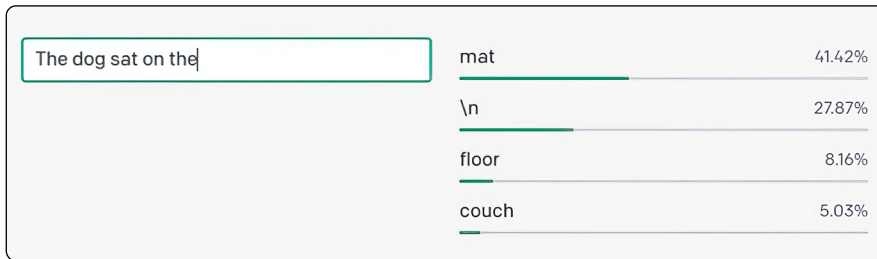 The dog sat on the
mat 41.42%
\n 27.87%
floor 8.16%
couch 5.03%